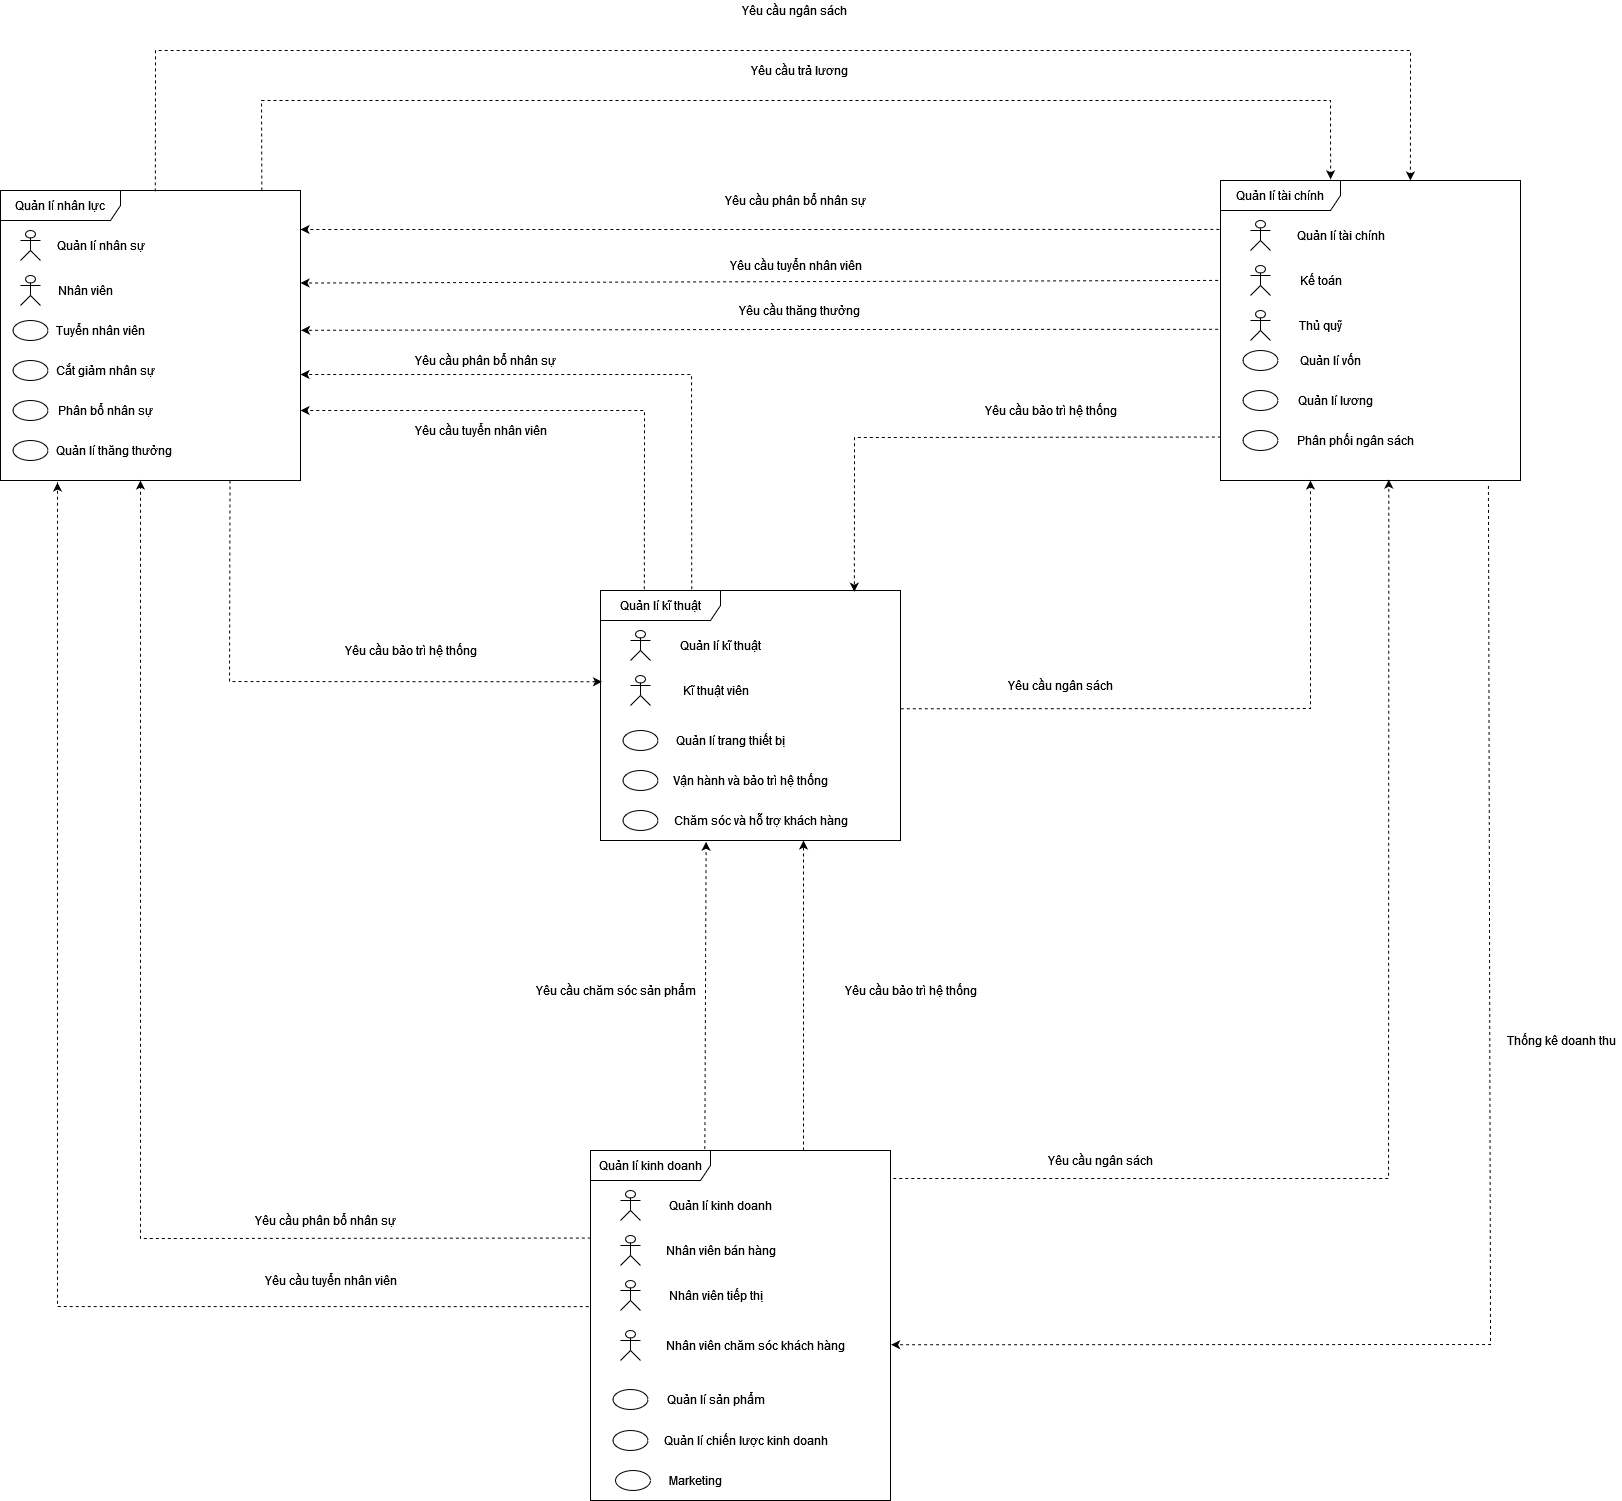 Yêu cầu ngân sách
Yêu cầu trả lương
Quản lí nhân lực
Quản lí nhân sự
Nhân viên
Tuyển nhân viên
Cắt giảm nhân sự
Phân bổ nhân sự
Quản lí thăng thưởng
Yêu cầu phân bổ nhân sự
Yêu cầu tuyển nhân viên
Yêu cầu thăng thưởng
Yêu cầu phân bổ nhân sự
Yêu cầu tuyển nhân viên
Quản lí tài chính
Quản lí tài chính
Kế toán
Thủ quỹ
Quản lí vốn
Quản lí lương
Phân phối ngân sách
Yêu cầu bảo trì hệ thống
Yêu cầu bảo trì hệ thống
Quản lí kĩ thuật
Quản lí kĩ thuật
Kĩ thuật viên
Quản lí trang thiết bị
Vận hành và bảo trì hệ thống
Chăm sóc và hỗ trợ khách hàng
Yêu cầu ngân sách
Yêu cầu chăm sóc sản phẩm
Yêu cầu bảo trì hệ thống
Thống kê doanh thu
Yêu cầu ngân sách
Yêu cầu phân bổ nhân sự
Yêu cầu tuyển nhân viên
Quản lí kinh doanh
Quản lí kinh doanh
Nhân viên bán hàng
Nhân viên tiếp thị
Nhân viên chăm sóc khách hàng
Quản lí sản phẩm
Quản lí chiến lược kinh doanh
Marketing